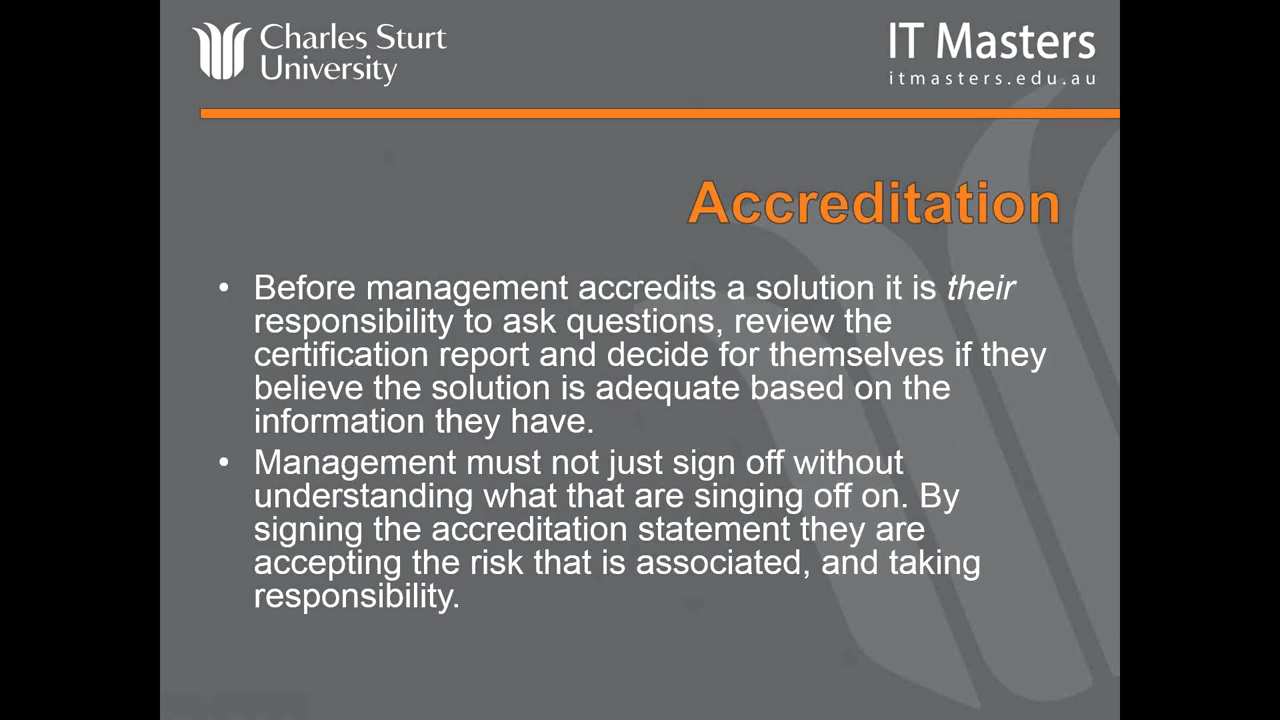 Charles Sturt
University
IT Masters
itmasters.edu.au
Accreditation
• Before management accredits a solution it is their
responsibility to ask questions, review the
certification report and decide for themselves if they
believe the solution is adequate based on the
information they have.
• Management must not just sign off without
understanding what that are singing off on. By
signing the accreditation statement they are
accepting the risk that is associated, and taking
responsibility.